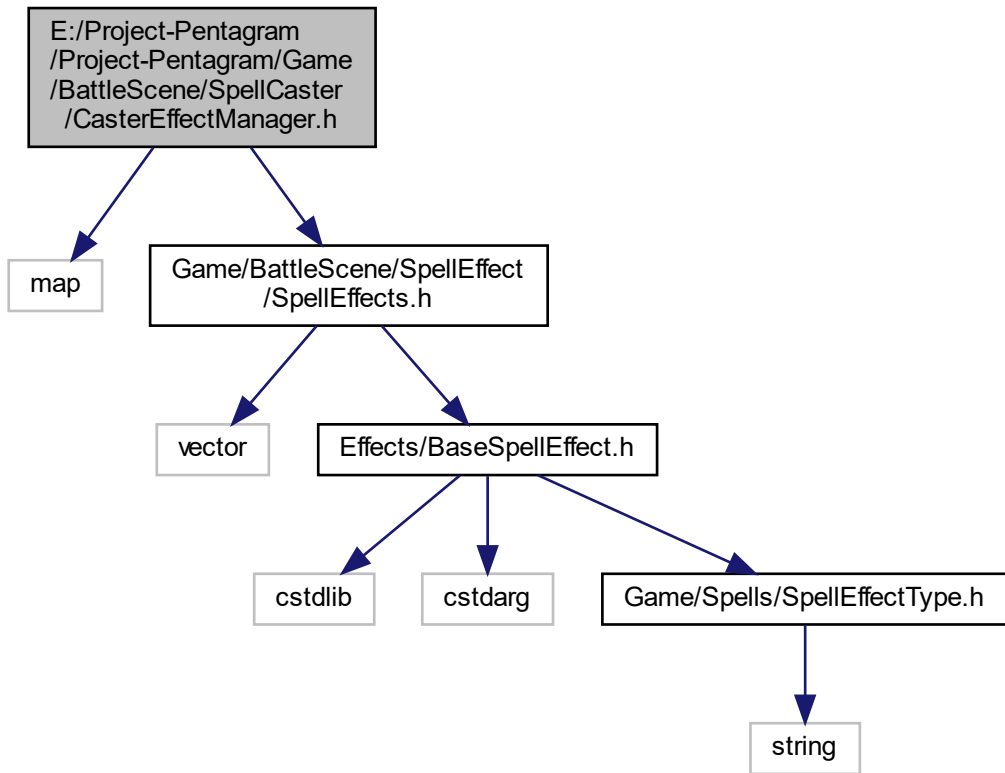 E:/Project-Pentagram
/Project-Pentagram/Game
/BattleScene/SpellCaster
/CasterEffectManager.h
map
Game/BattleScene/SpellEffect
/SpellEffects.h
vector
Effects/BaseSpellEffect.h
cstdlib
cstdarg
Game/Spells/SpellEffectType.h
string